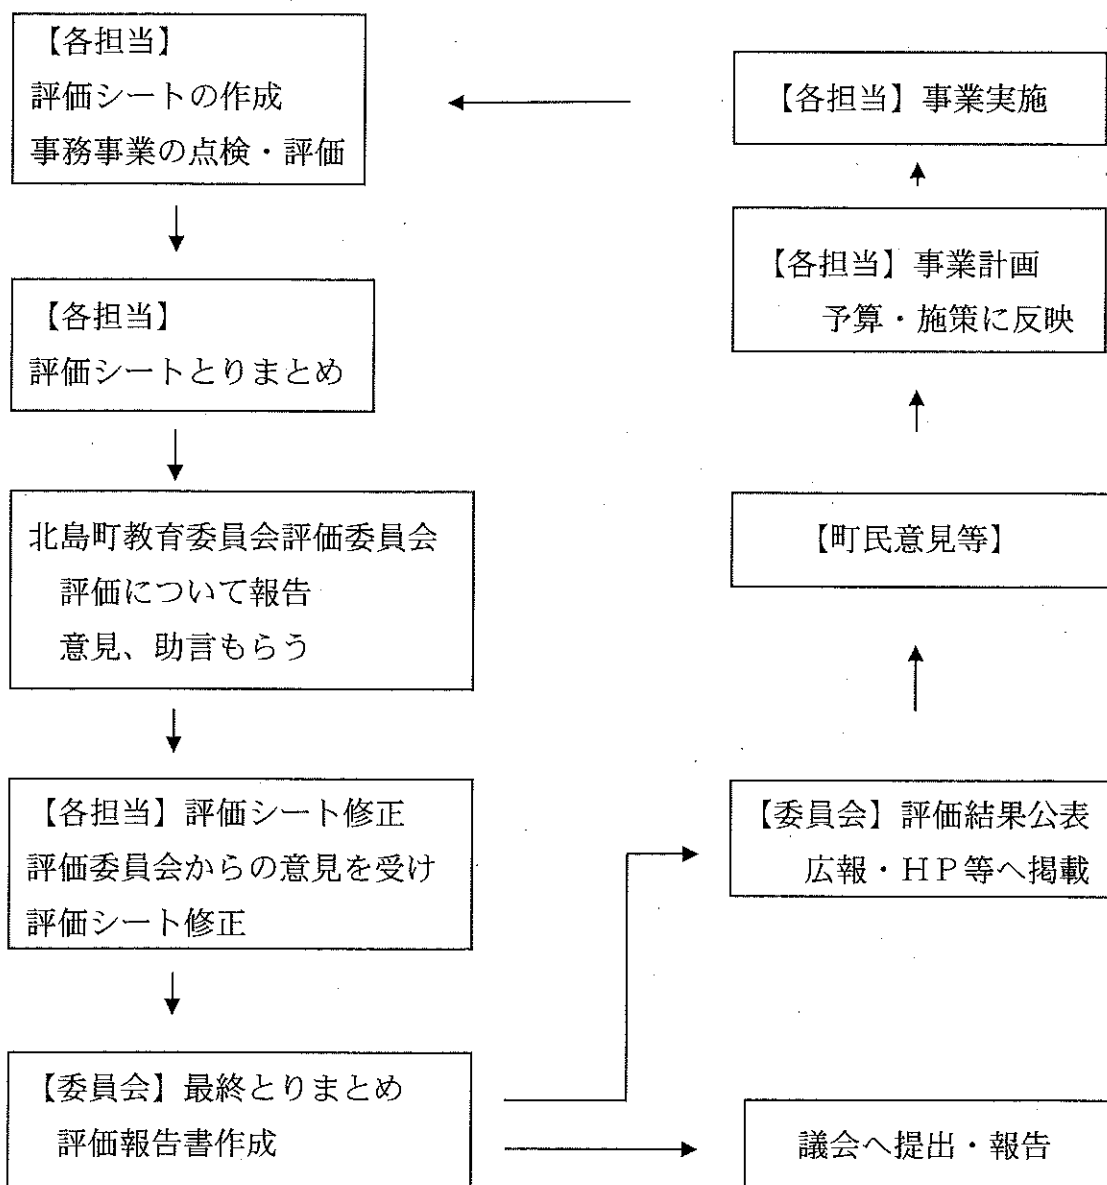 【各担当】
評価シートの作成
事務事業の点検・評価
【各担当】
評価シートとりまとめ
北島町教育委員会評価委員会
評価について報告
意見、助言もらう
【各担当】評価シート修正
評価委員会からの意見を受け
評価シート修正
【委員会】最終とりまとめ
評価報告書作成
【各担当】事業実施
【各担当】事業計画
予算・施策に反映
【町民意見等】
【委員会】評価結果公表
広報・ＨＰ等へ掲載
議会へ提出・報告